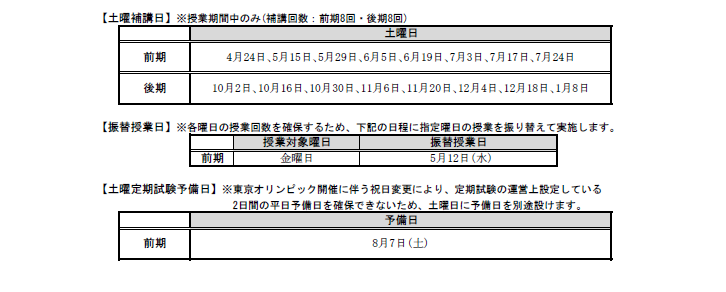 【土曜補講日】※授業期間中のみ(補講回数：前期8回・後期8回)
土曜日
前期 4月24日、5月15日、5月29日、6月5日、6月19日、7月3日、7月17日、7月24日
後期 10月2日、10月16日、10月30日、11月6日、11月20日、12月4日、12月18日、1月8日
【振替授業日】※各曜日の授業回数を確保するため、下記の日程に指定曜日の授業を振り替えて実施します。
授業対象曜日 振替授業日
前期 金曜日 5月12日(水)
【土曜定期試験予備日】※東京オリンピック開催に伴う祝日変更により、定期試験の運営上設定している
2日間の平日予備日を確保できないため、土曜日に予備日を別途設けます。
予備日
前期 8月7日(土)